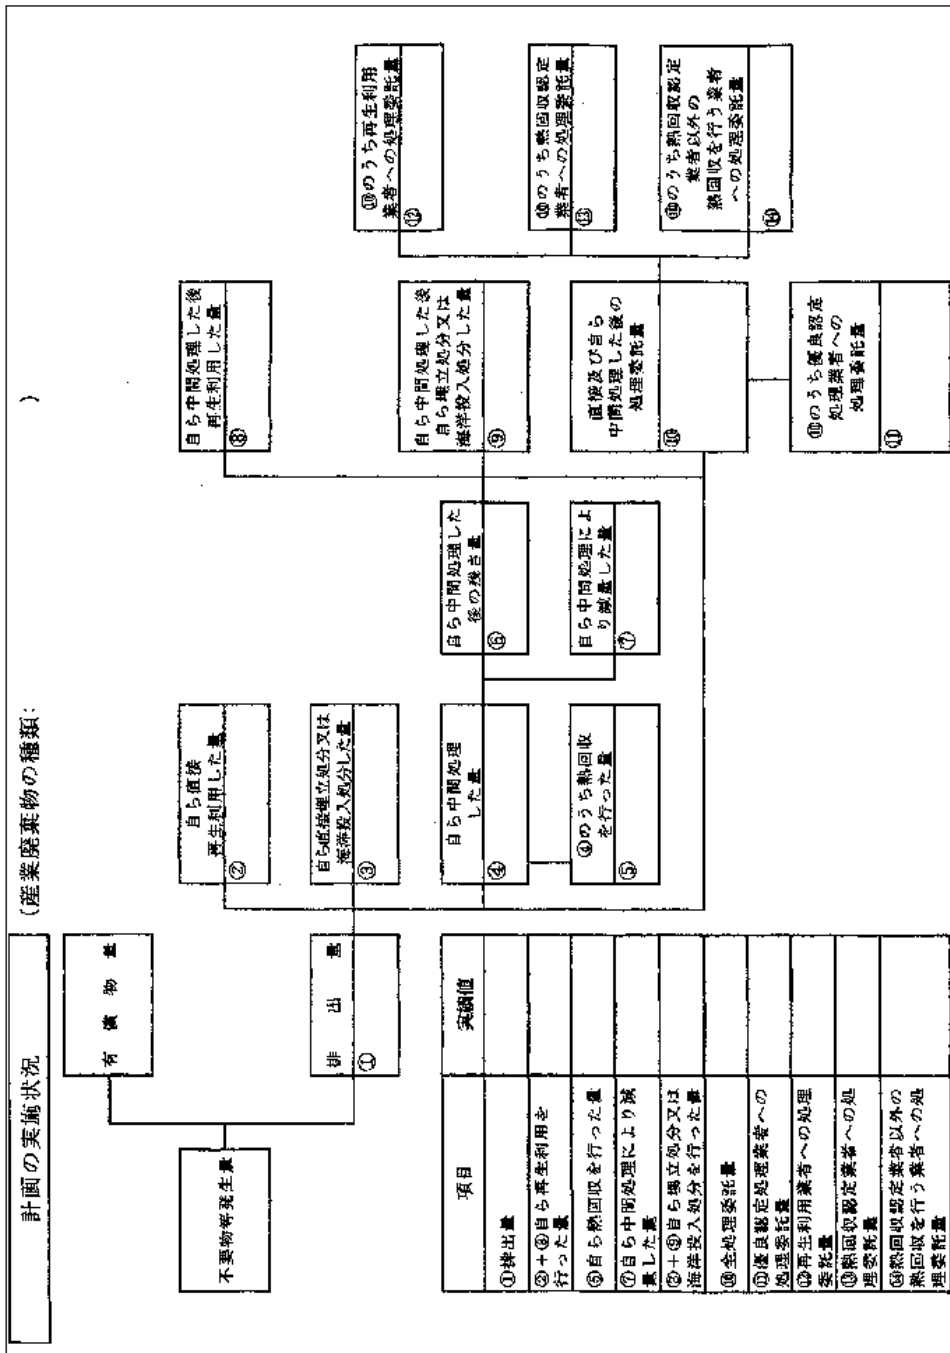 計画の実施状況
(産業廃棄物の種類: )
不要物等発生量
有償物量
排出量
①
自ら直接
再生利用した量
②
自ら直接埋立処分又は
海洋投入処分した量
③
自ら中間処理
した量
④
④のうち熱回収
を行った量
⑤
自ら中間処理した
後の残さ量
⑥
自ら中間処理によ
り減量した量
⑦
自ら中間処理した後
再生利用した量
⑧
自ら中間処理した後
自ら埋立処分又は
海洋投入処分した量
⑨
直接及び自ら
中間処理した後の
処理委託量
⑩
⑩のうち優良認定
処理業者への
処理委託量
⑪
⑩のうち再生利用
業者への処理委託量
⑫
⑩のうち熱回収認定
業者への処理委託量
⑬
⑩のうち熱回収認定
業者以外の
熱回収を行う業者
への処理委託量
⑭
項目
実績値
①排出量
②+⑧自ら再生利用を
行った量
⑤自ら熱回収を行った量
⑦自ら中間処理により減
量した量
③+⑨自ら埋立処分又は
海洋投入処分を行った量
⑩全処理委託量
⑪優良認定処理業者への
処理委託量
⑫再生利用業者への処理
委託量
⑬熱回収認定業者への処
理委託量
⑭熱回収認定業者以外の
熱回収を行う業者への処
理委託量